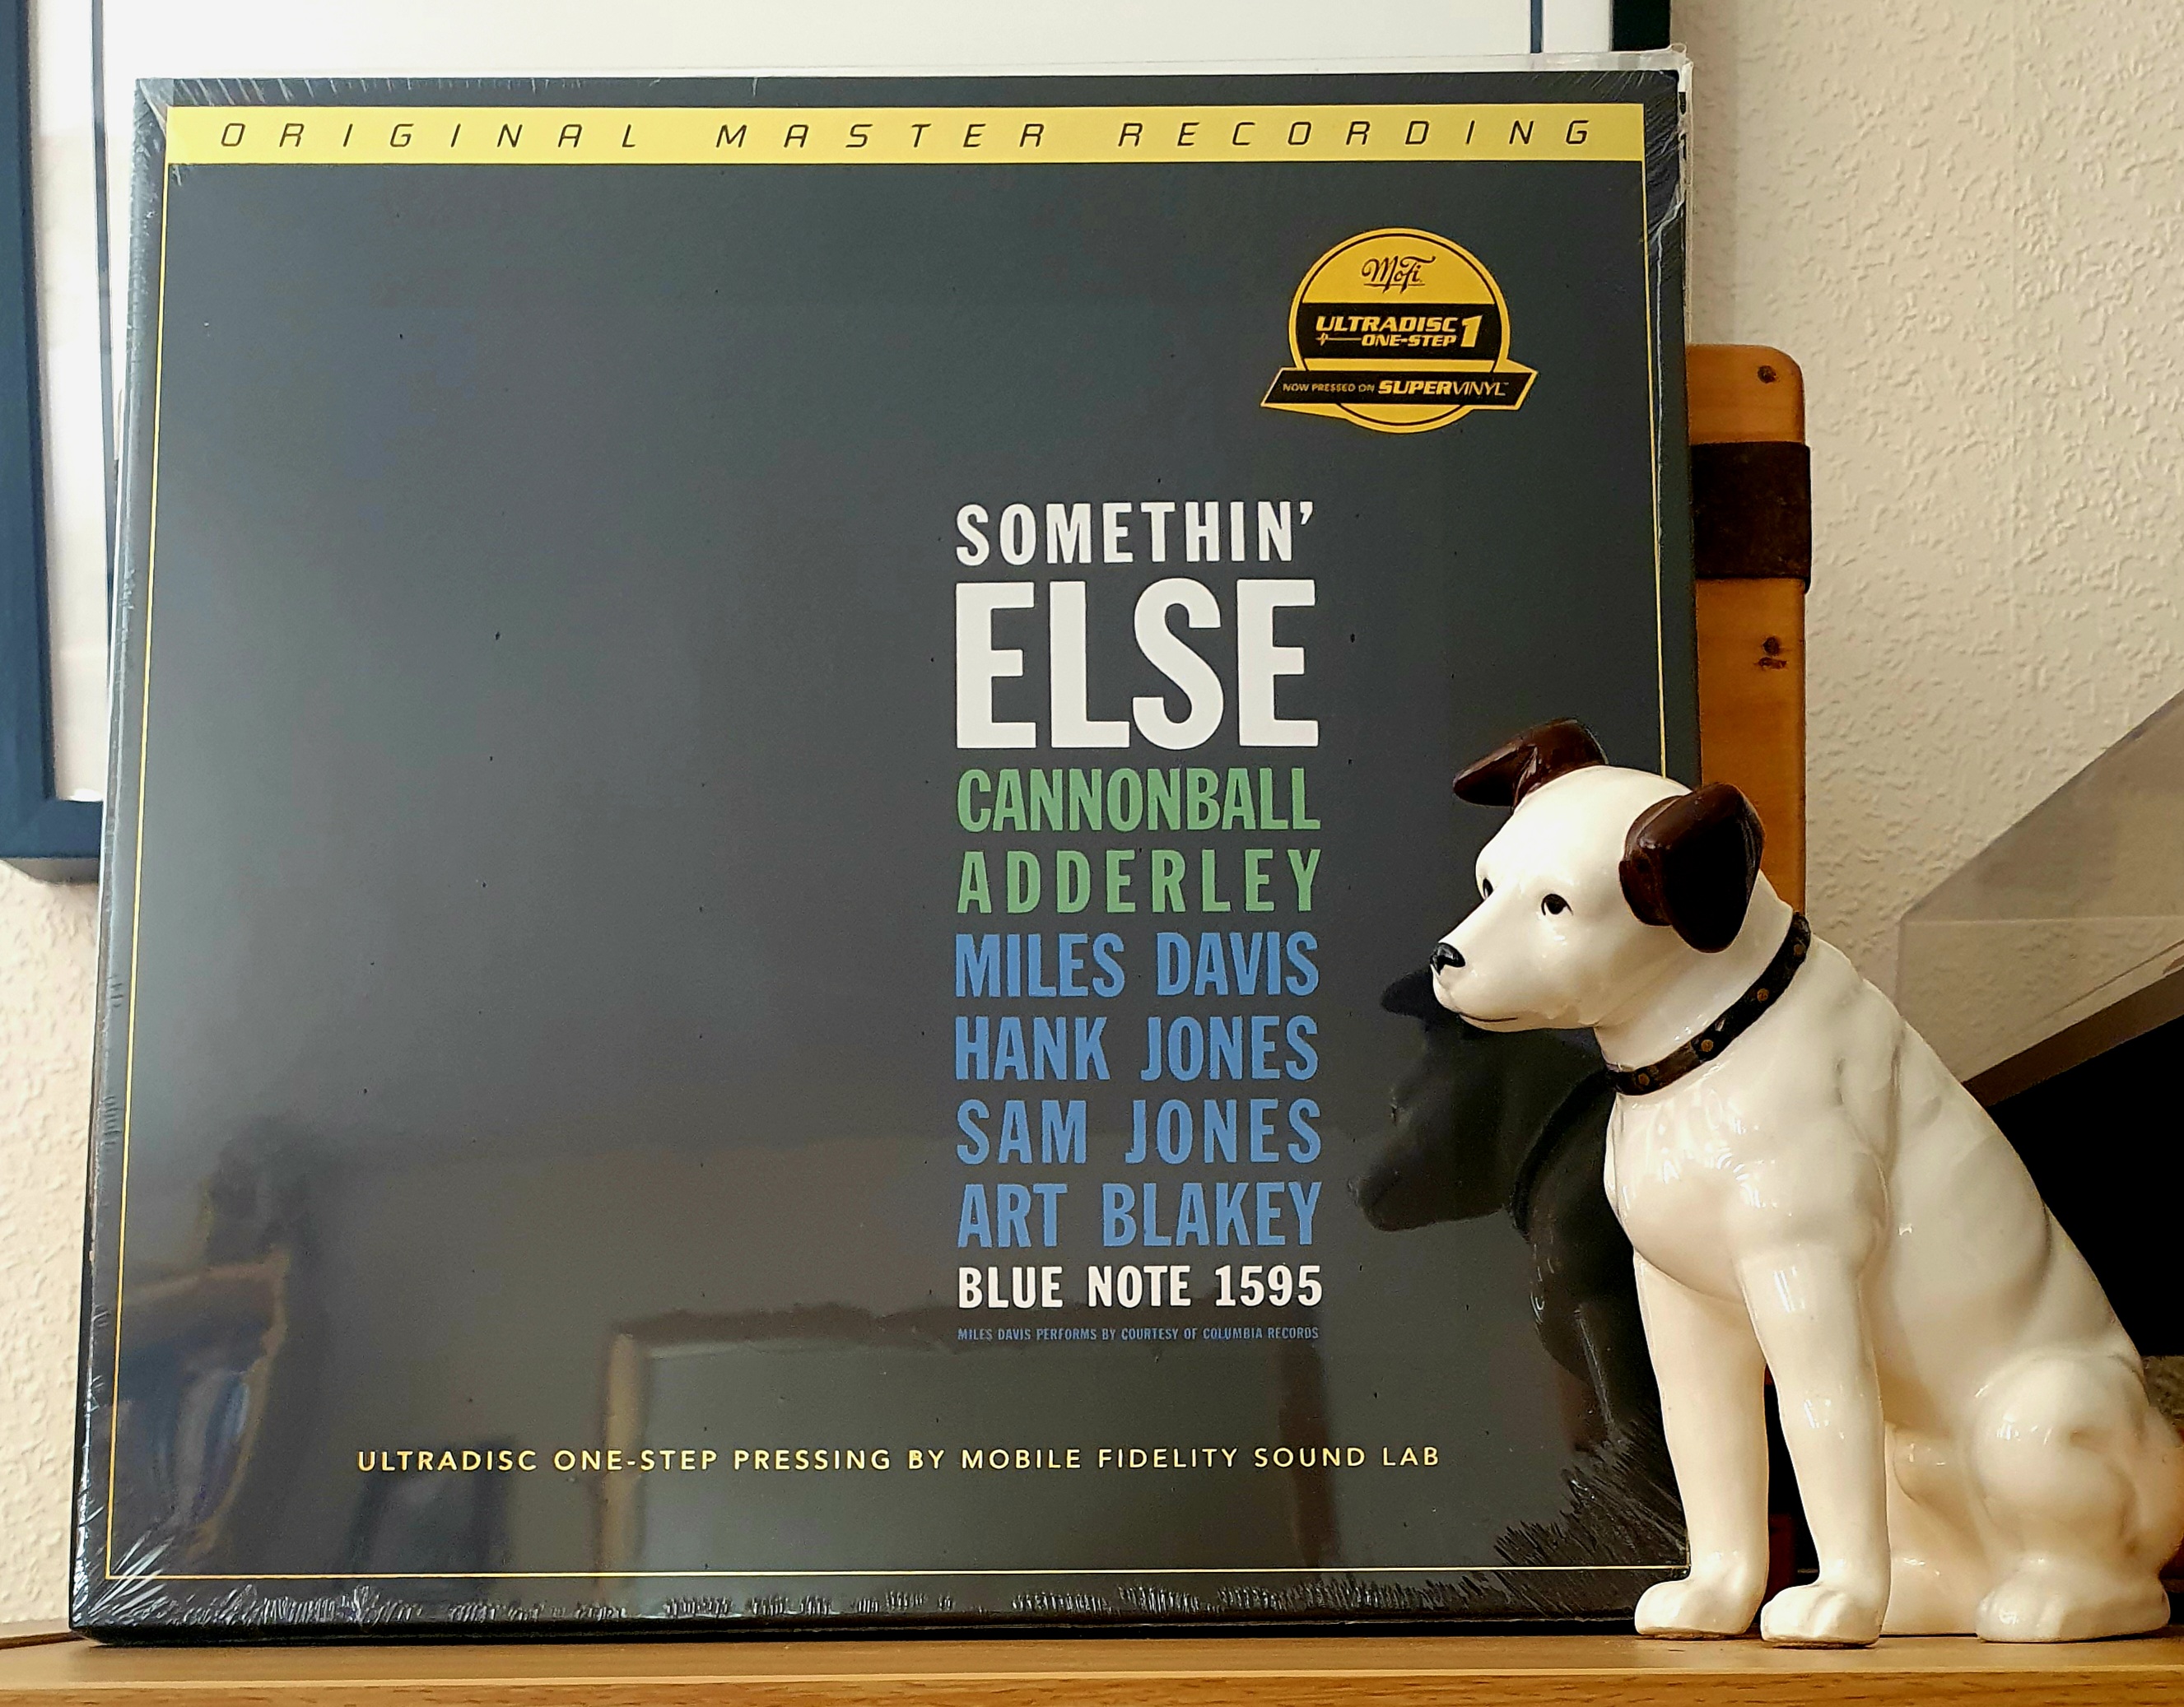 ORIGINAL MASTER RECORDING
MoFi
ULTRADISC 1
ONE-STEP
NOW PRESSED ON SUPERVINYL™
SOMETHIN'
ELSE
CANNONBALL
ADDERLEY
MILES DAVIS
HANK JONES
SAM JONES
ART BLAKEY
BLUE NOTE 1595
MILES DAVIS PERFORMS BY COURTESY OF COLUMBIA RECORDS
ULTRADISC ONE-STEP PRESSING BY MOBILE FIDELITY SOUND LAB